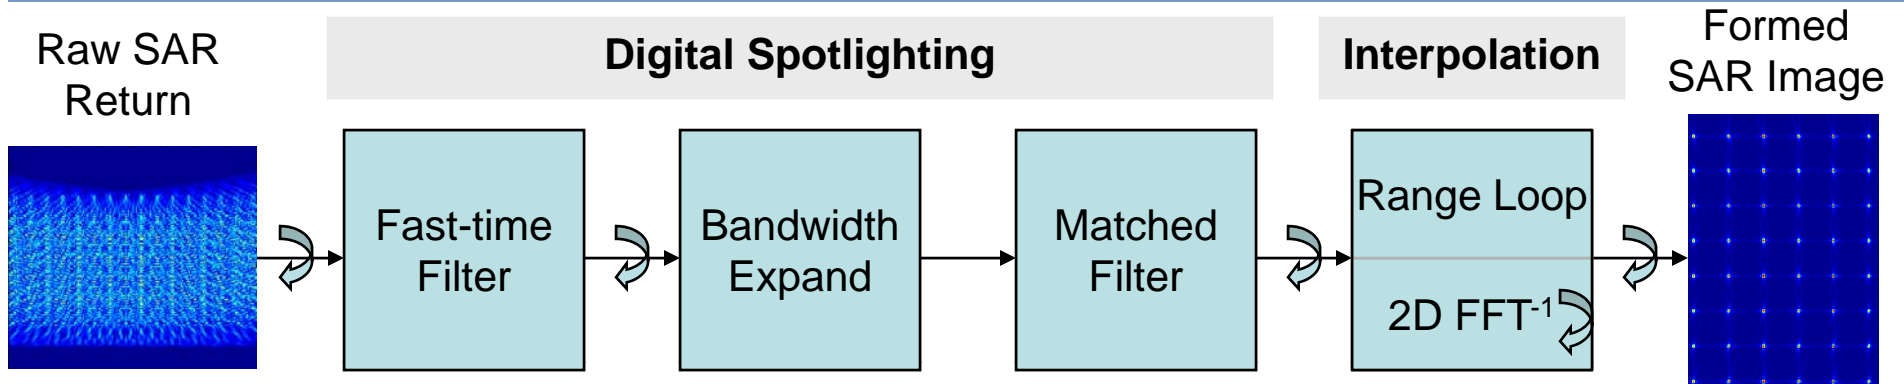 Raw SAR
Return
Digital Spotlighting
Interpolation
Formed
SAR Image
Fast-time
Filter
Bandwidth
Expand
Matched
Filter
Range Loop
2D FFT⁻¹